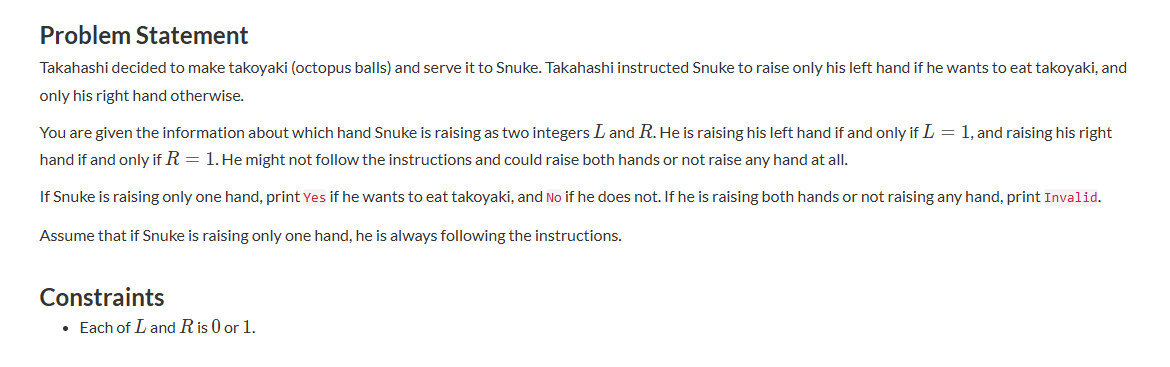 Problem Statement
Takahashi decided to make takoyaki (octopus balls) and serve it to Snuke. Takahashi instructed Snuke to raise only his left hand if he wants to eat takoyaki, and
only his right hand otherwise.
You are given the information about which hand Snuke is raising as two integers L and R. He is raising his left hand if and only if L = 1, and raising his right
hand if and only if R = 1. He might not follow the instructions and could raise both hands or not raise any hand at all.
If Snuke is raising only one hand, print Yes if he wants to eat takoyaki, and No if he does not. If he is raising both hands or not raising any hand, print Invalid.
Assume that if Snuke is raising only one hand, he is always following the instructions.
Constraints
• Each of L and R is 0 or 1.